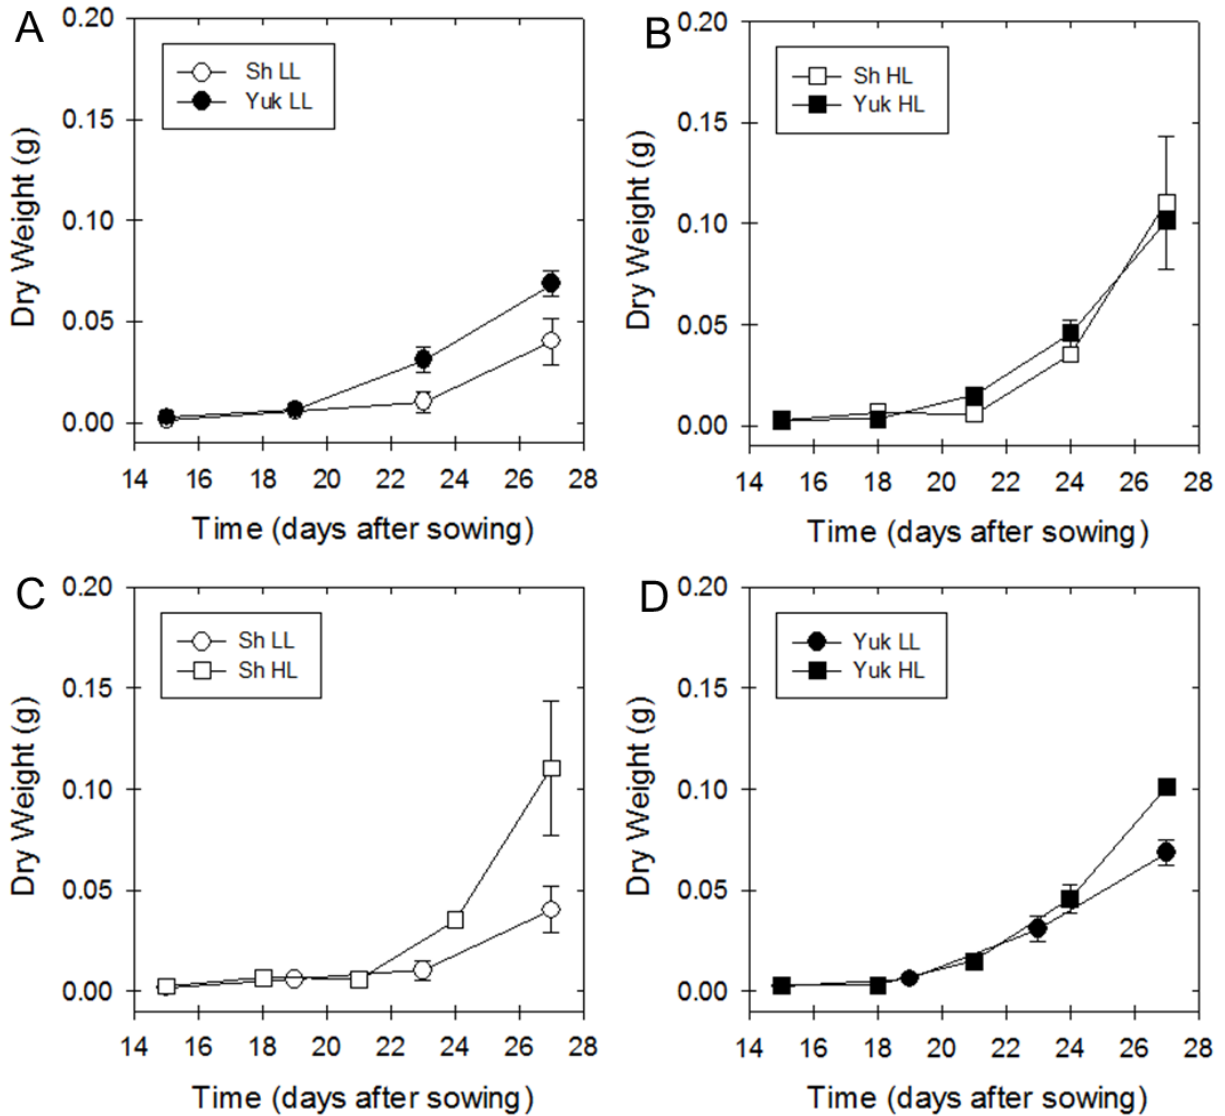 A
Dry Weight (g)
0.20
0.15
0.10
0.05
0.00
Sh LL
Yuk LL
14 16 18 20 22 24 26 28
Time (days after sowing)
B
Dry Weight (g)
0.20
0.15
0.10
0.05
0.00
Sh HL
Yuk HL
14 16 18 20 22 24 26 28
Time (days after sowing)
C
Dry Weight (g)
0.20
0.15
0.10
0.05
0.00
Sh LL
Sh HL
14 16 18 20 22 24 26 28
Time (days after sowing)
D
Dry Weight (g)
0.20
0.15
0.10
0.05
0.00
Yuk LL
Yuk HL
14 16 18 20 22 24 26 28
Time (days after sowing)